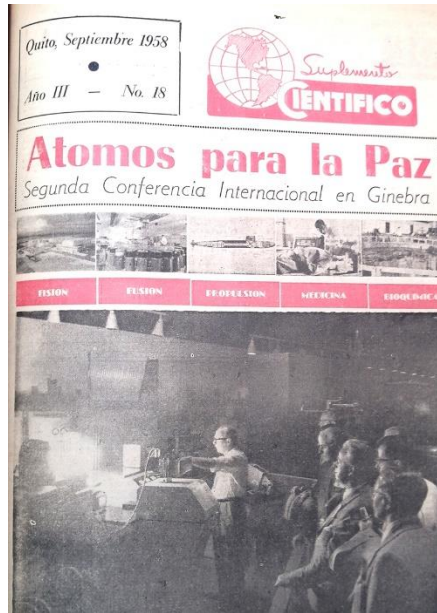 Quito, Septiembre 1958
Año III — No. 18
Suplemento
CIENTIFICO
Atomos para la Paz
Segunda Conferencia Internacional en Ginebra
FISION
FUSION
PROPULSION
MEDICINA
BIOQUIMICA